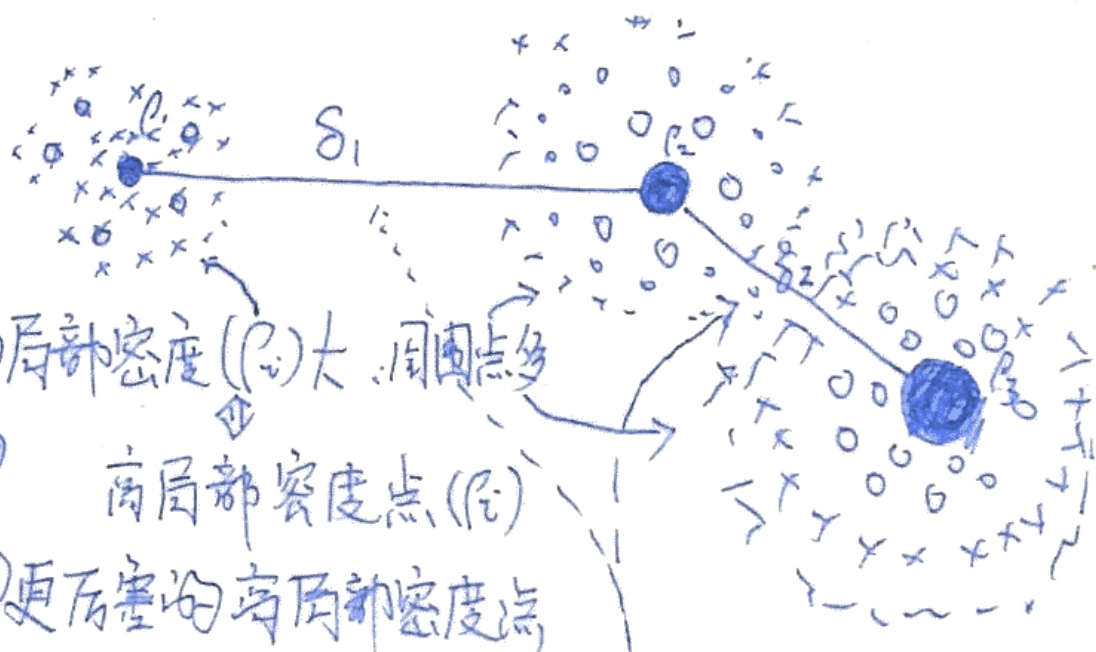 ρ₁
δ₁
ρ₂
δ₂
局部密度(ρᵢ)大 周围点多
ρ₃
高局部密度点(ρᵢ)
更厉害的高局部密度点